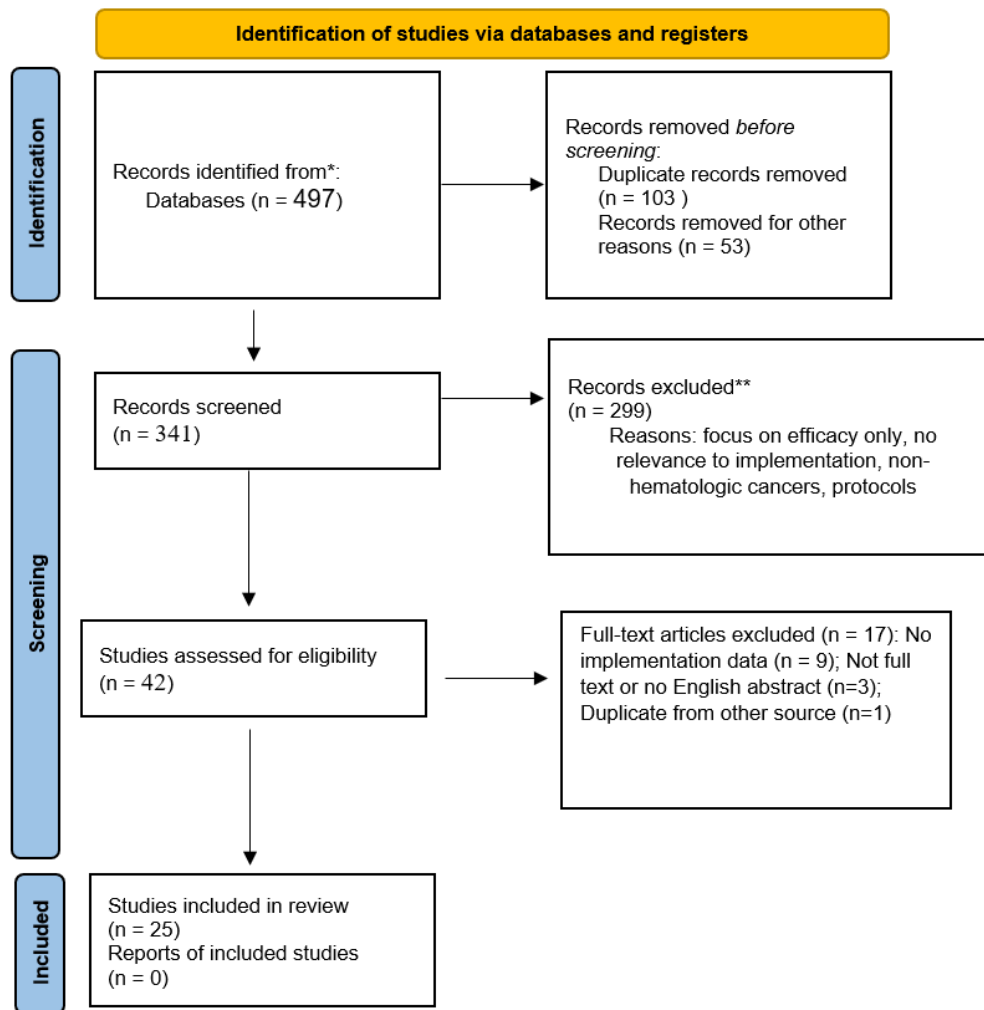 Identification of studies via databases and registers
Identification
Records identified from*:
Databases (n = 497)
Records removed before
screening:
Duplicate records removed
(n = 103 )
Records removed for other
reasons (n = 53)
Screening
Records screened
(n = 341)
Records excluded**
(n = 299)
Reasons: focus on efficacy only, no
relevance to implementation, non-
hematologic cancers, protocols
Studies assessed for eligibility
(n = 42)
Full-text articles excluded (n = 17): No
implementation data (n = 9); Not full
text or no English abstract (n=3);
Duplicate from other source (n=1)
Included
Studies included in review
(n = 25)
Reports of included studies
(n = 0)